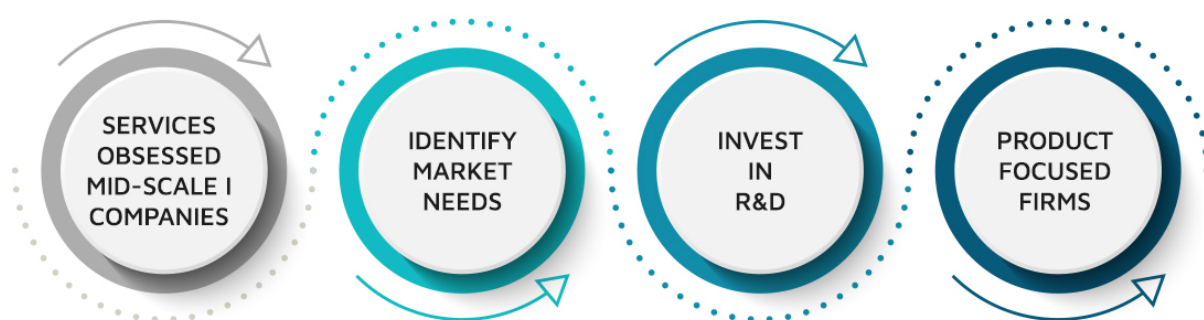 SERVICES
OBSESSED
MID-SCALE I
COMPANIES
IDENTIFY
MARKET
NEEDS
INVEST
IN
R&D
PRODUCT
FOCUSED
FIRMS